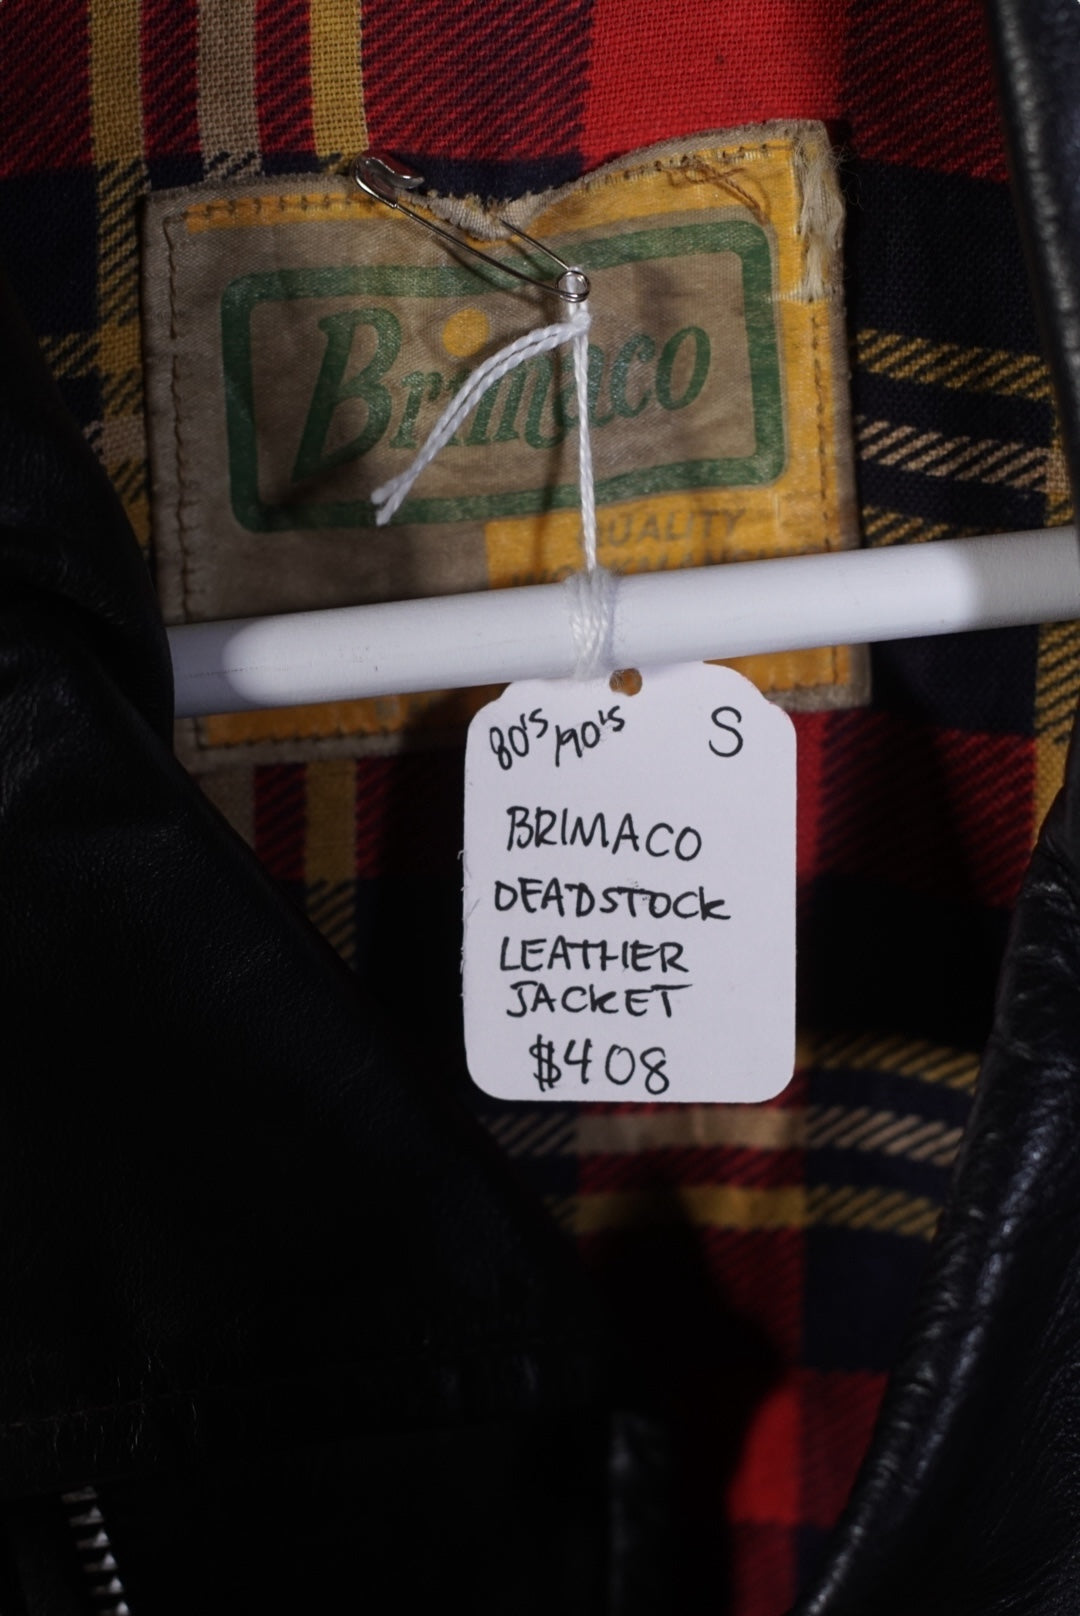 Brimaco
QUALITY
80'S/90'S S
BRIMACO
DEADSTOCK
LEATHER
JACKET
$408